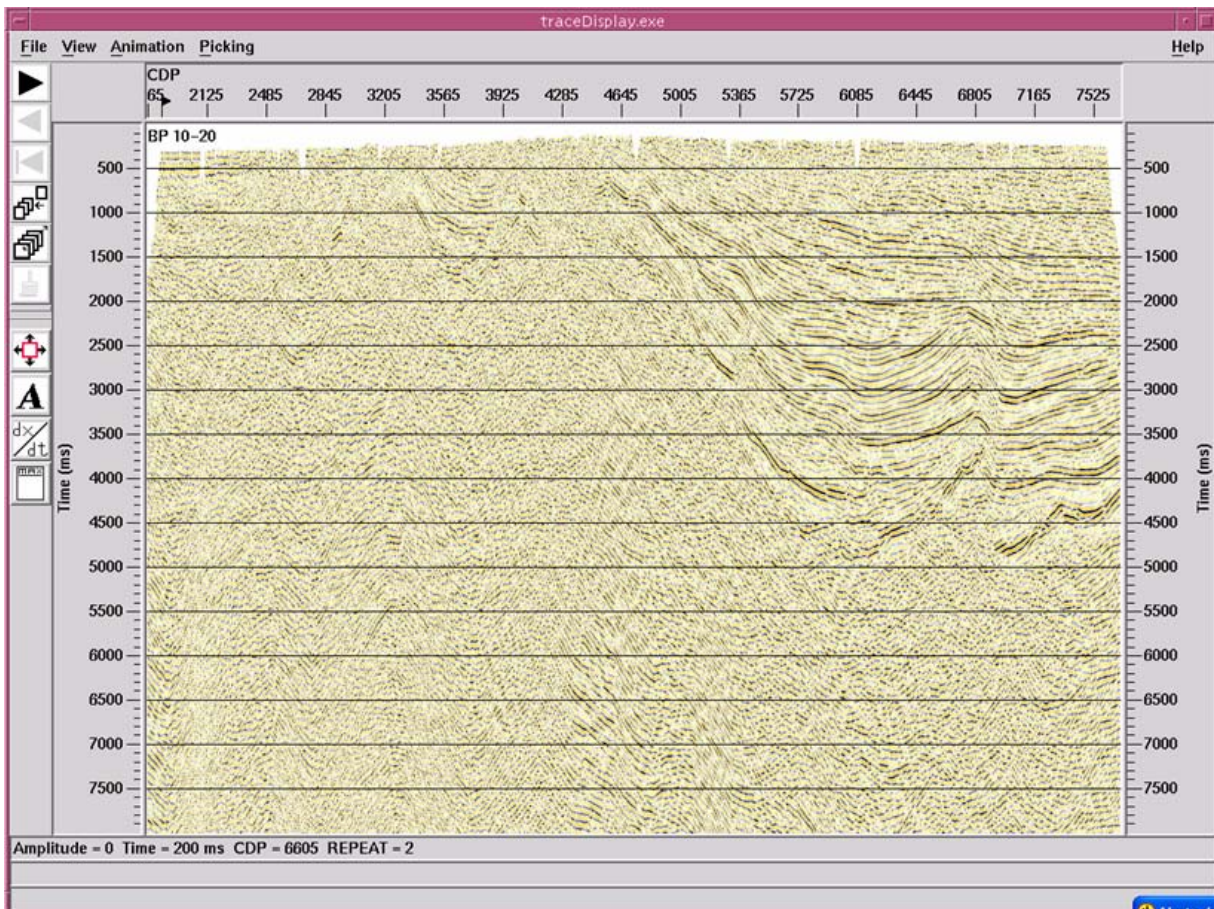 traceDisplay.exe
File View Animation Picking Help
CDP
65 2125 2485 2845 3205 3565 3925 4285 4645 5005 5365 5725 6085 6445 6805 7165 7525
BP 10-20
500 500
1000 1000
1500 1500
2000 2000
2500 2500
3000 3000
A
dx/dt
3500 3500
max
Time (ms) Time (ms)
4000 4000
4500 4500
5000 5000
5500 5500
6000 6000
6500 6500
7000 7000
7500 7500
Amplitude = 0 Time = 200 ms CDP = 6605 REPEAT = 2